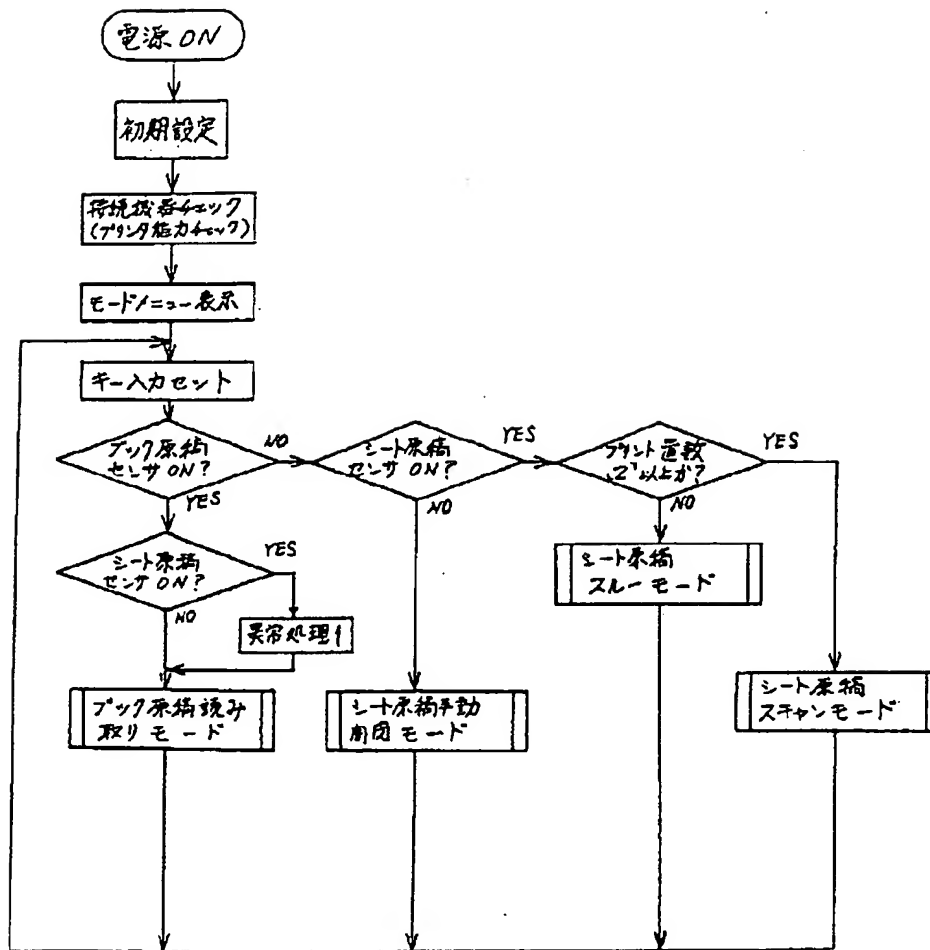 電源 ON
初期設定
接続機器チェック
(プリンタ能力チェック)
モードメニュー表示
キー入力セット
ブック原稿
センサ ON?
NO
YES
シート原稿
センサ ON?
YES
NO
プリント
2以上か?
YES
NO
シート原稿
センサ ON?
YES
NO
異常処理1
シート原稿
スルーモード
ブック原稿読み
取りモード
シート原稿手動
モード
シート原稿
スキャンモード